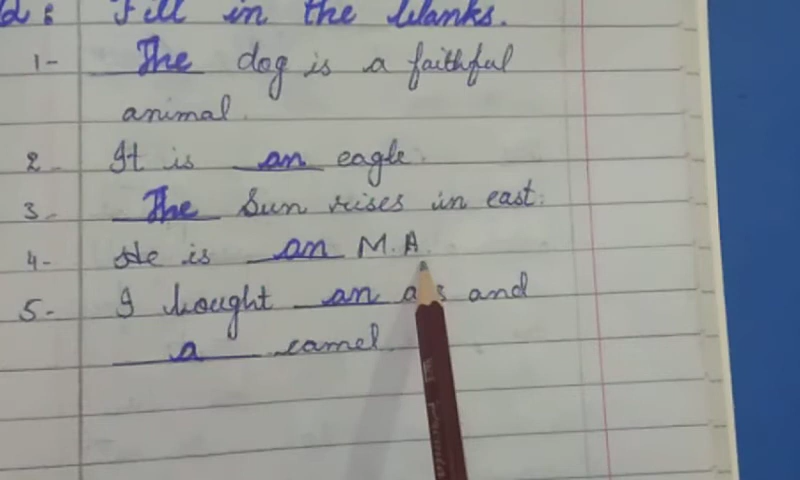 Fill in the blanks.
1- The dog is a faithful
animal.
2- It is an eagle.
3- The Sun rises in east.
4- He is an M.A.
5- I bought an and
a camel.